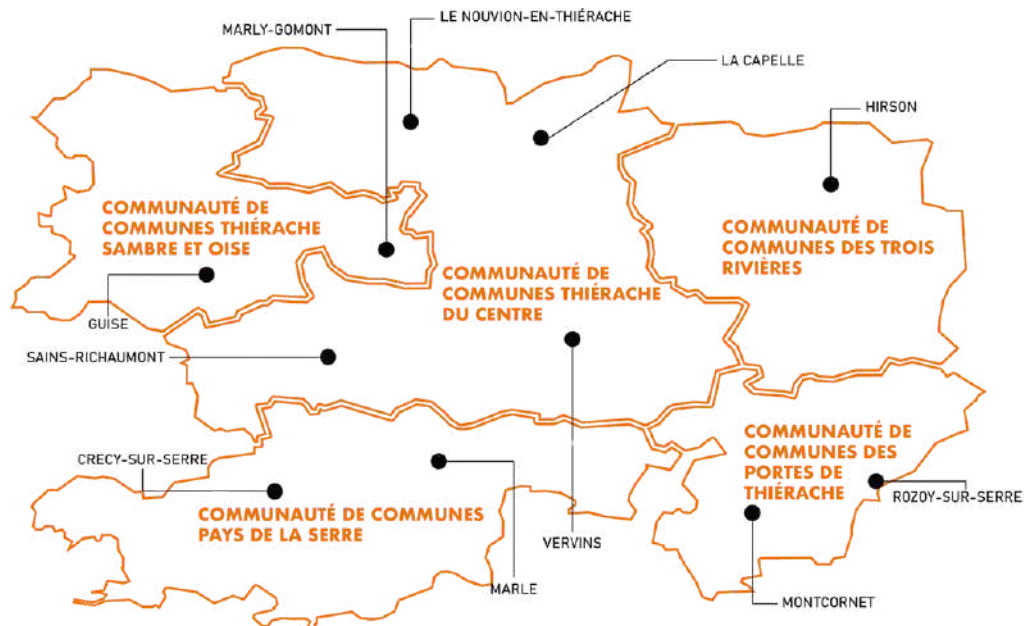 LE NOUVION-EN-THIÉRACHE
MARLY-GOMONT
LA CAPELLE
HIRSON
COMMUNAUTÉ DE
COMMUNES THIÉRACHE
SAMBRE ET OISE
COMMUNAUTÉ DE
COMMUNES DES TROIS
RIVIÈRES
COMMUNAUTÉ DE
COMMUNES THIÉRACHE
DU CENTRE
GUISE
SAINS-RICHAUMONT
COMMUNAUTÉ DE
COMMUNES DES
PORTES DE
THIÉRACHE
CRECY-SUR-SERRE
ROZOY-SUR-SERRE
COMMUNAUTÉ DE COMMUNES
PAYS DE LA SERRE
VERVINS
MARLE
MONTCORNET